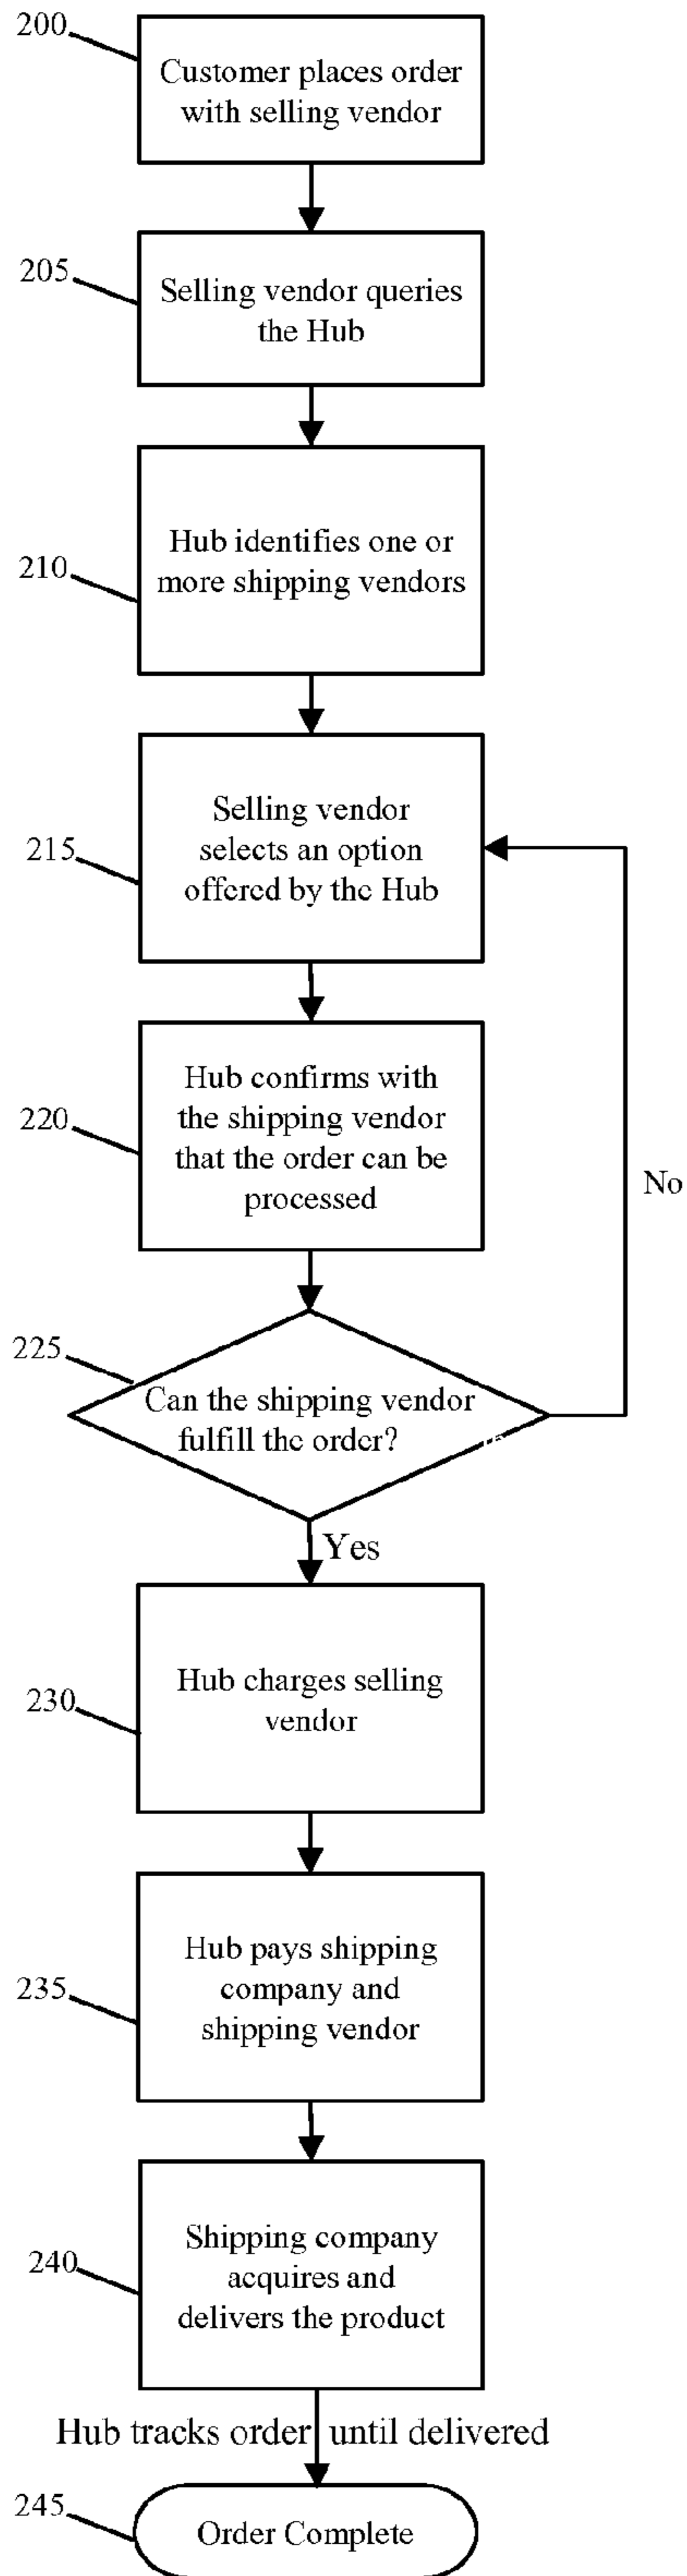 200
Customer places order
with selling vendor
205
Selling vendor queries
the Hub
210
Hub identifies one or
more shipping vendors
215
Selling vendor
selects an option
offered by the Hub
220
Hub confirms with
the shipping vendor
that the order can be
processed
No
225
Can the shipping vendor
fulfill the order?
Yes
230
Hub charges selling
vendor
235
Hub pays shipping
company and
shipping vendor
240
Shipping company
acquires and
delivers the product
Hub tracks order until delivered
245
Order Complete